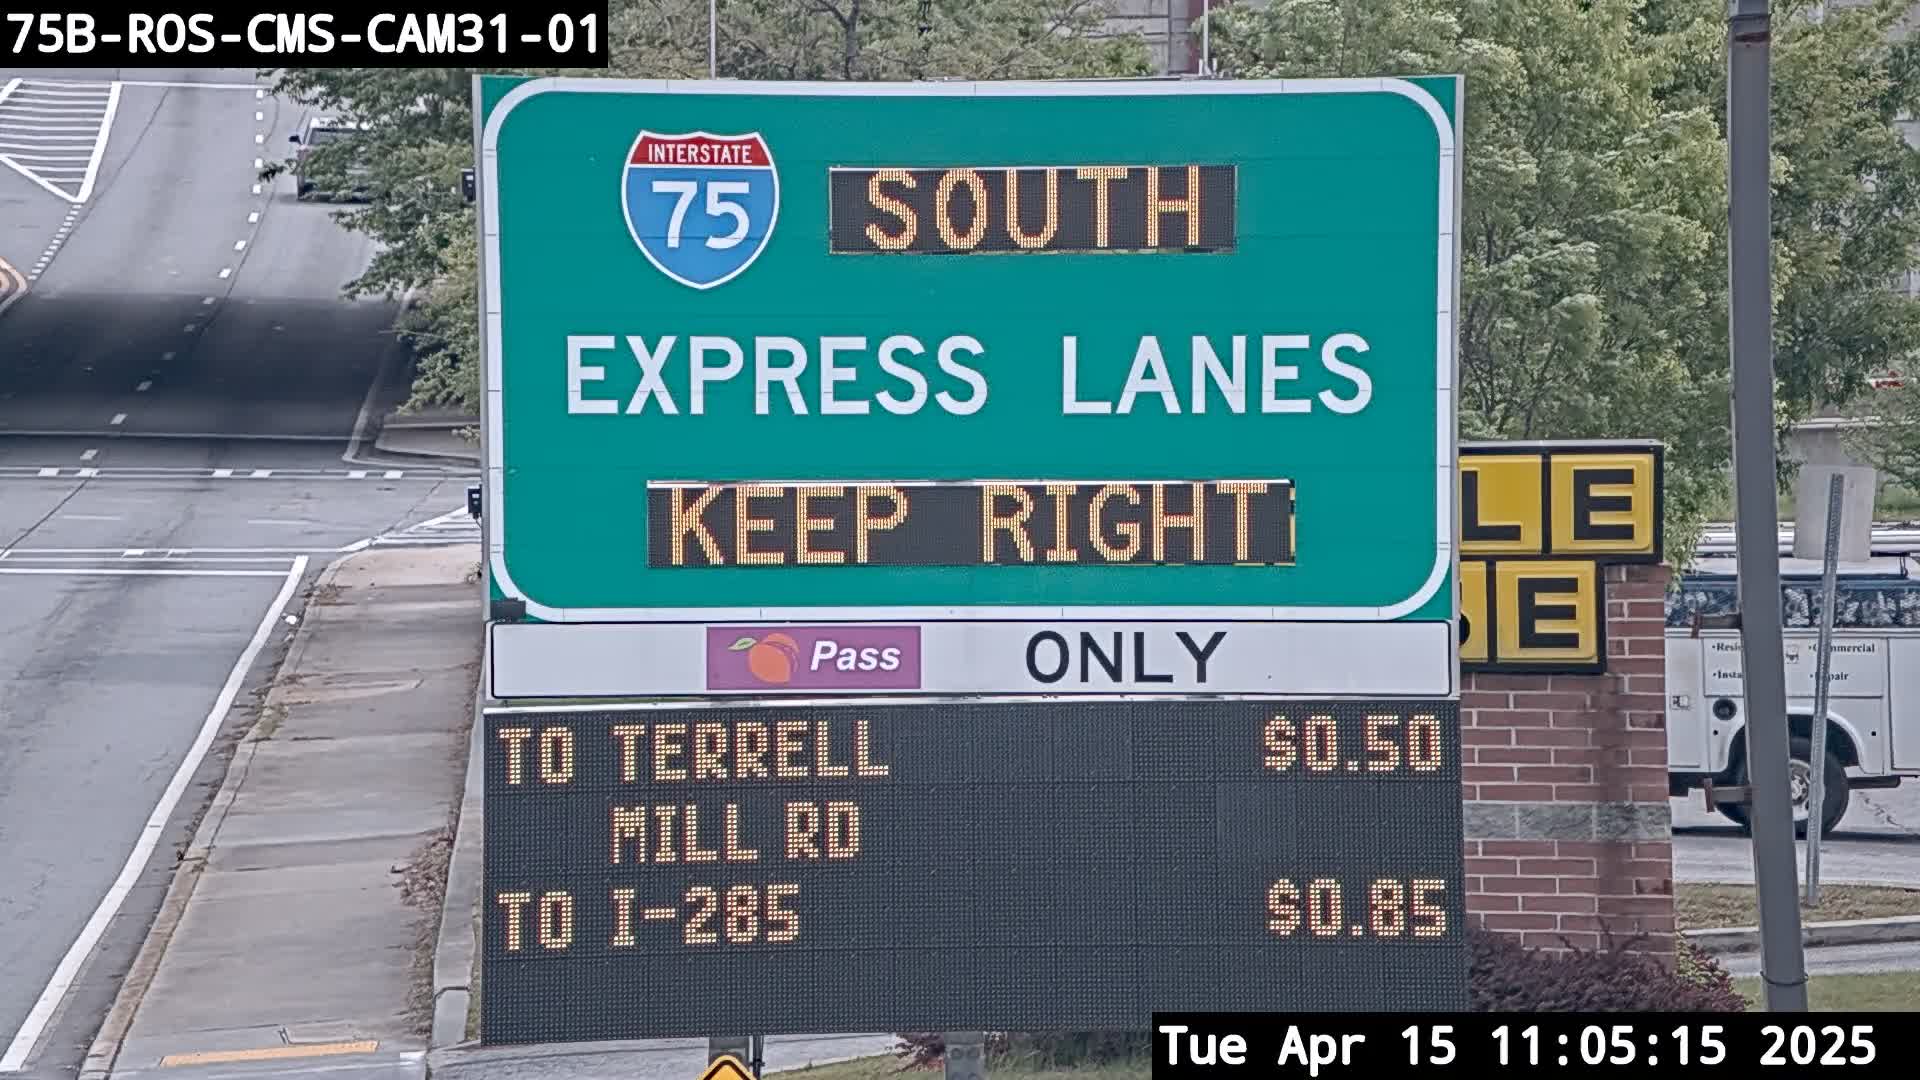 75B-ROS-CMS-CAM31-01
INTERSTATE
75
SOUTH
EXPRESS LANES
KEEP RIGHT
Pass ONLY
TO TERRELL $0.50
MILL RD
TO I-285 $0.85
LE
E
Tue Apr 15 11:05:15 2025